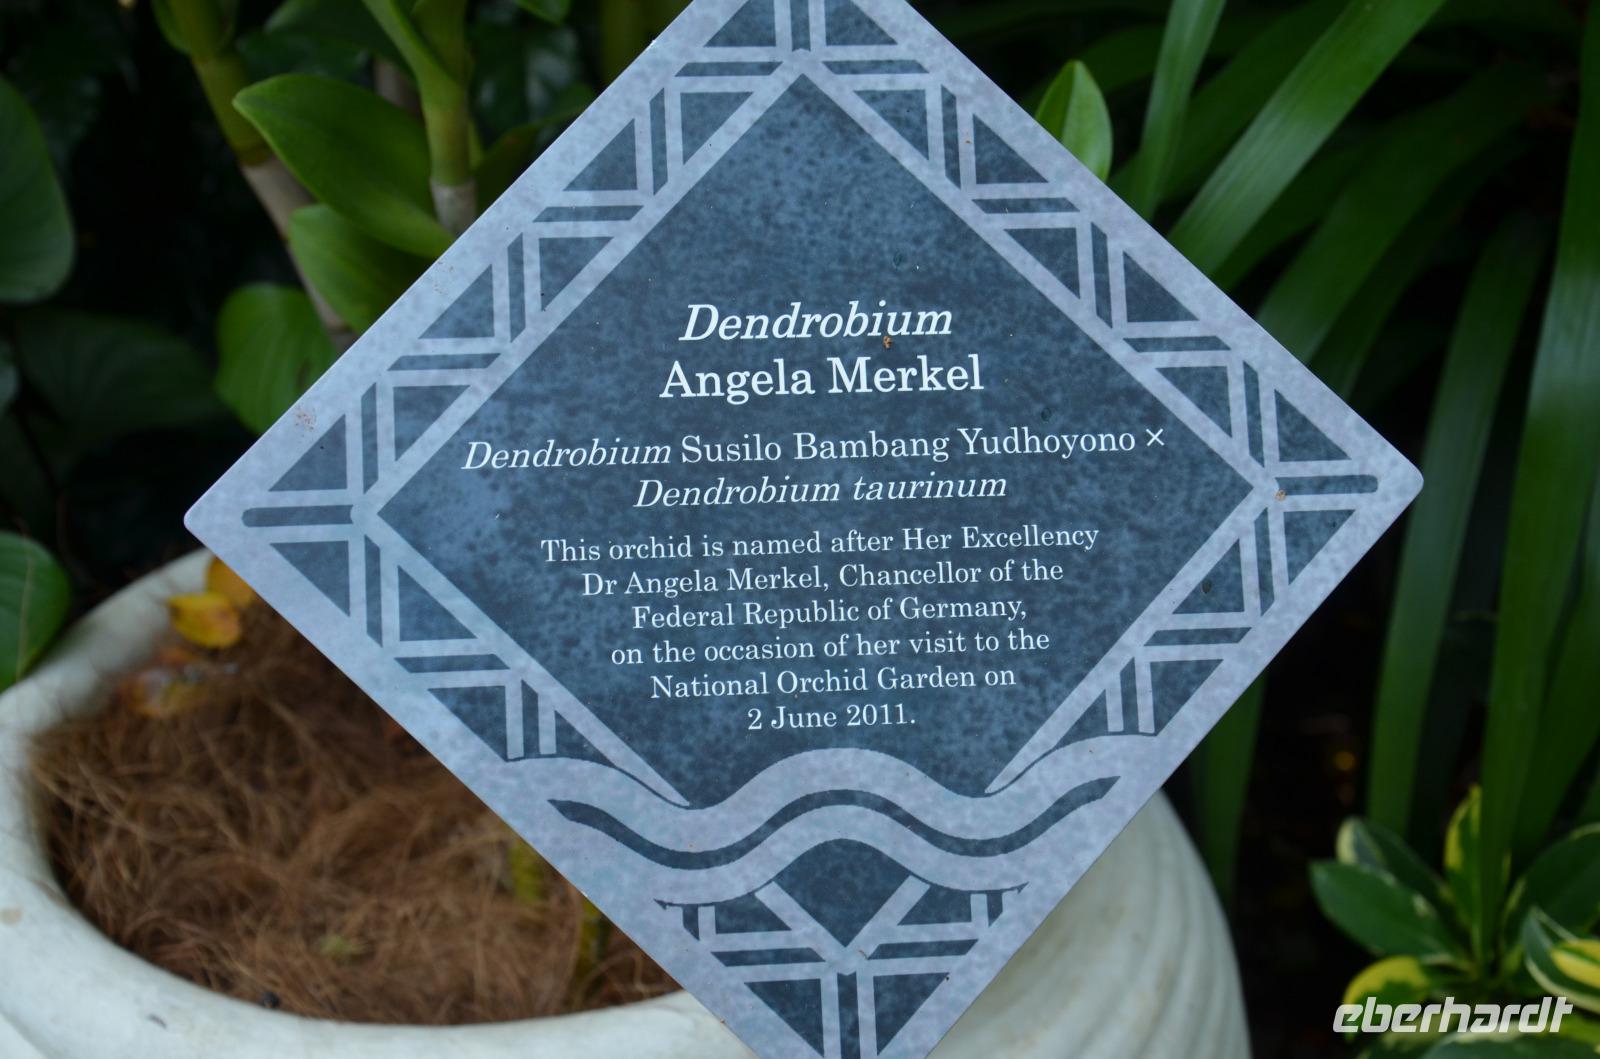 Dendrobium
Angela Merkel
Dendrobium Susilo Bambang Yudhoyono ×
Dendrobium taurinum
This orchid is named after Her Excellency
Dr Angela Merkel, Chancellor of the
Federal Republic of Germany,
on the occasion of her visit to the
National Orchid Garden on
2 June 2011.
eberhardt